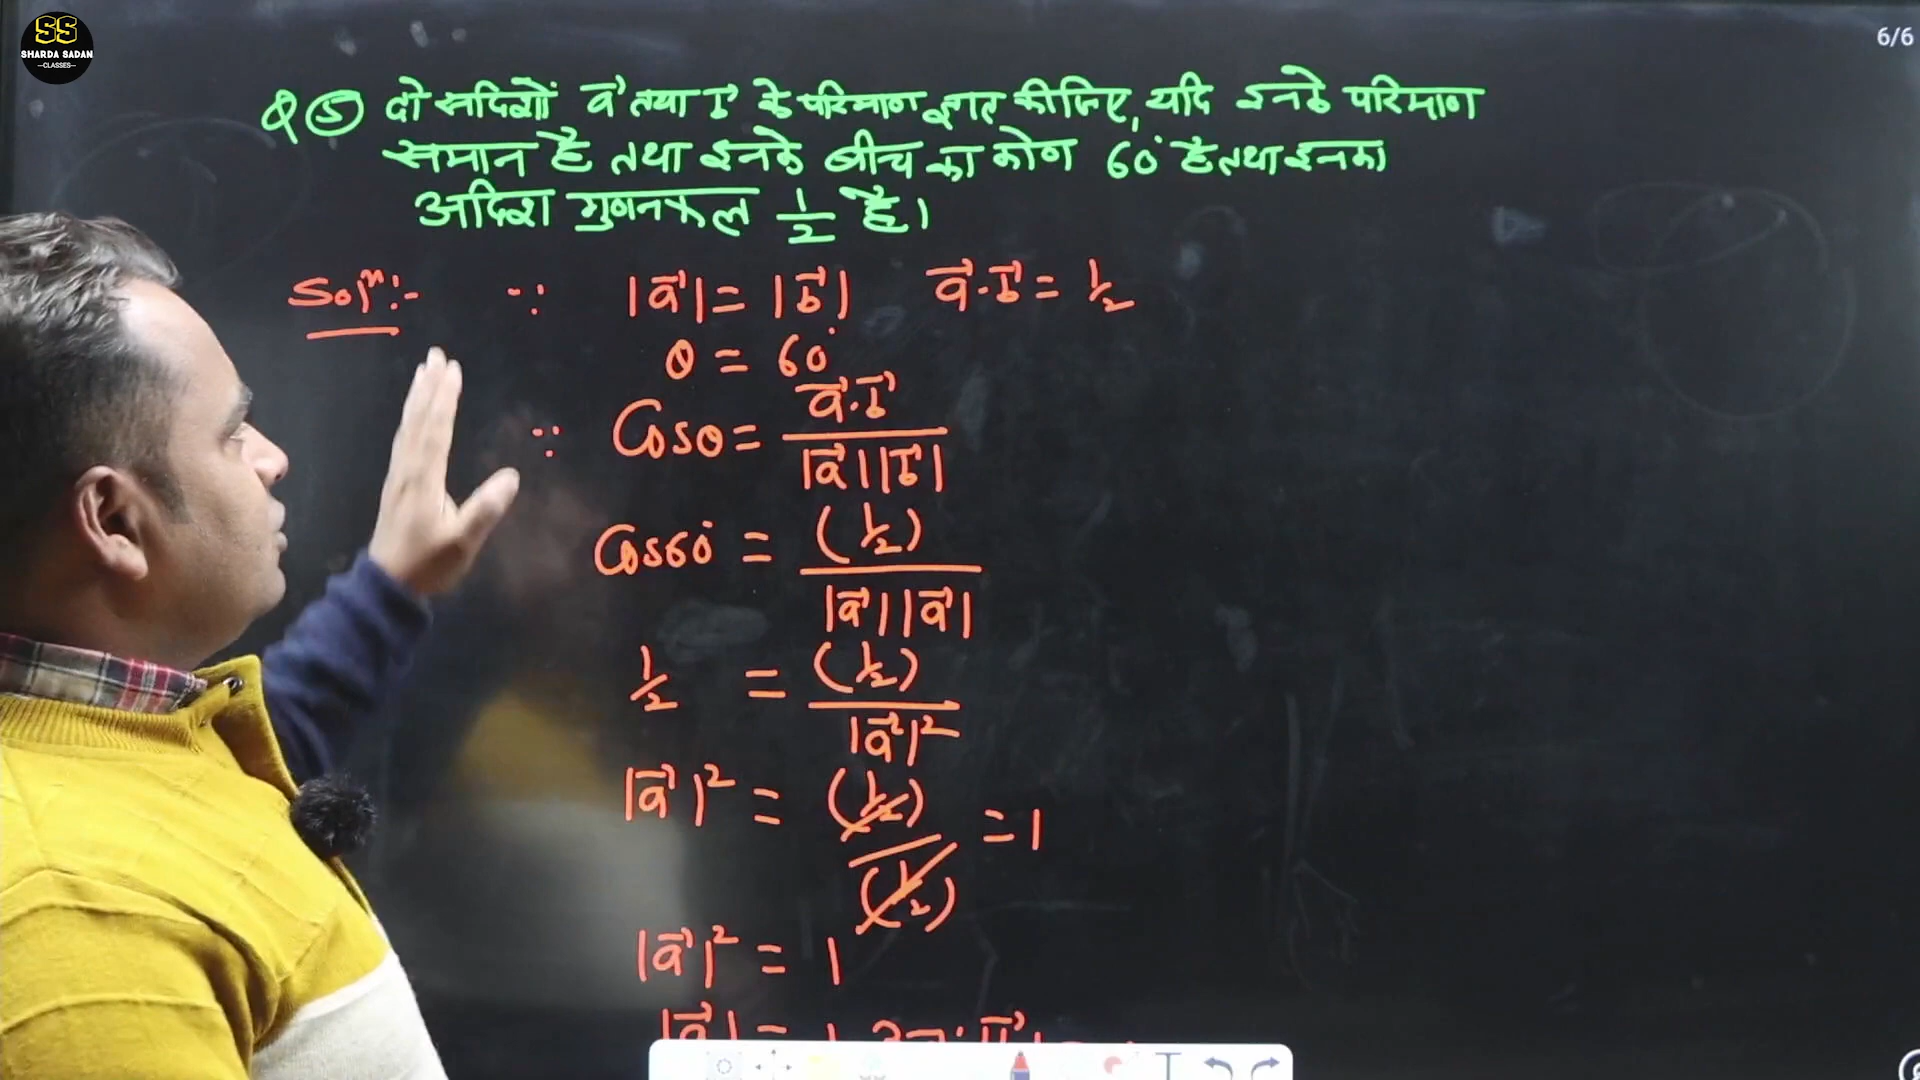 SS
SHARDA SADAN
CLASSES
6/6
Q ⑤ दो सदिशों a⃗ तथा b⃗ के परिमाण ज्ञात कीजिए, यदि इनके परिमाण
समान है तथा इनके बीच का कोण 60° है तथा इनका
अदिश गुणनफल 1/2 है।
Solⁿ:- ∵ |a⃗| = |b⃗| a⃗·b⃗ = 1/2
θ = 60°
∵ Cosθ = a⃗·b⃗ / |a⃗||b⃗|
Cos60° = (1/2) / |a⃗||a⃗|
1/2 = (1/2) / |a⃗²|²
|a⃗|² = (1/2) / (1/2) = 1
|a⃗|² = 1
|a⃗| = 1